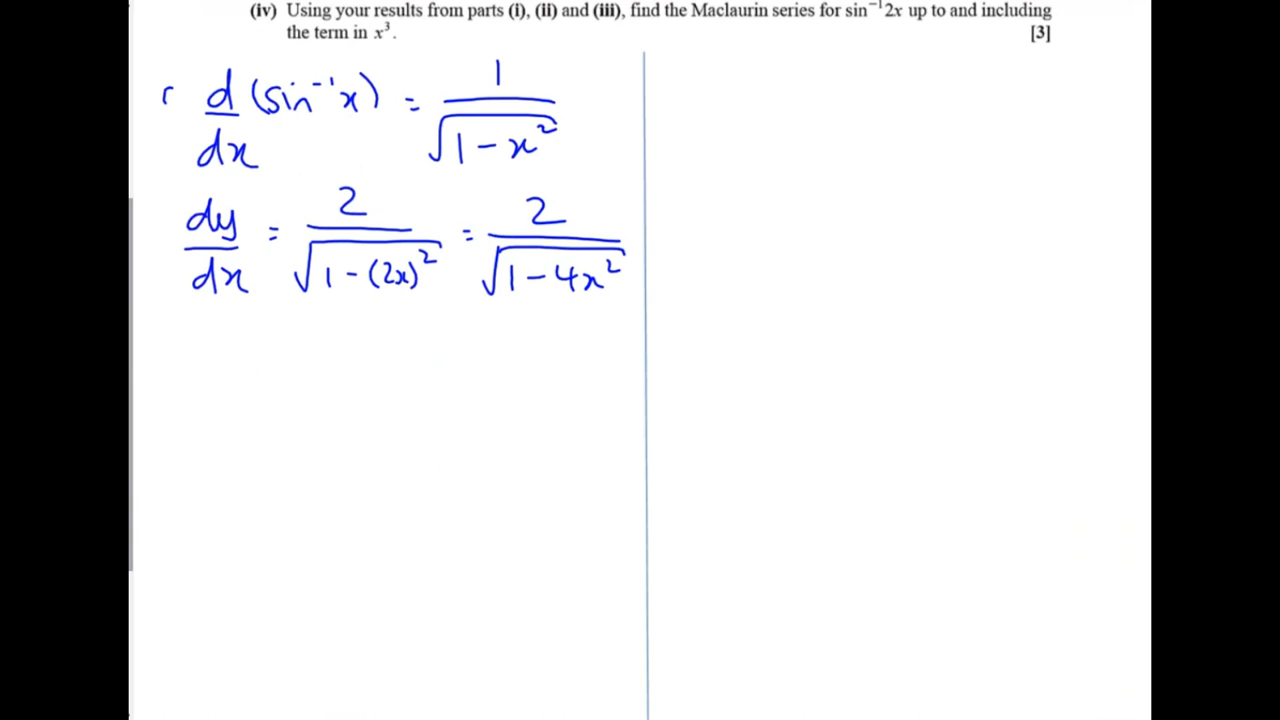 (iv) Using your results from parts (i), (ii) and (iii), find the Maclaurin series for sin⁻¹2x up to and including
the term in x³. [3]
d/dx (sin⁻¹x) = 1/√(1-x²)
dy/dx = 2/√(1-(2x)²) = 2/√(1-4x²)